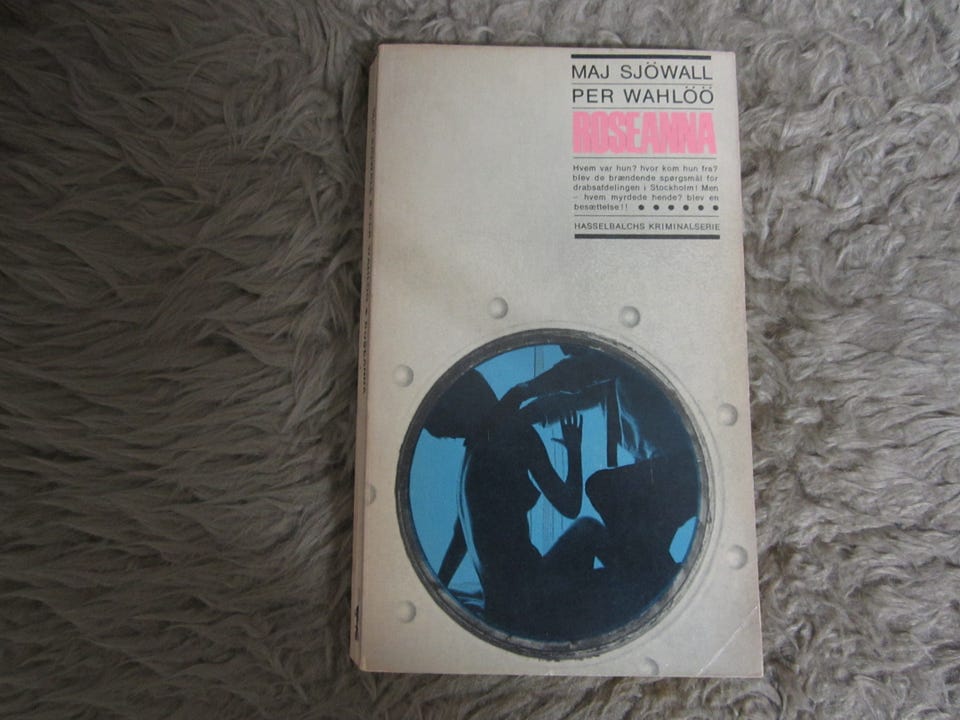 MAJ SJÖWALL
PER WAHLÖÖ
ROSEANNA
Hvem var hun? hvor kom hun fra?
blev de brændende spørgsmål for
drabsafdelingen i Stockholm! Men
– hvem myrdede hende? blev en
besættelse!! ● ● ● ● ● ●
HASSELBALCHS KRIMINALSERIE